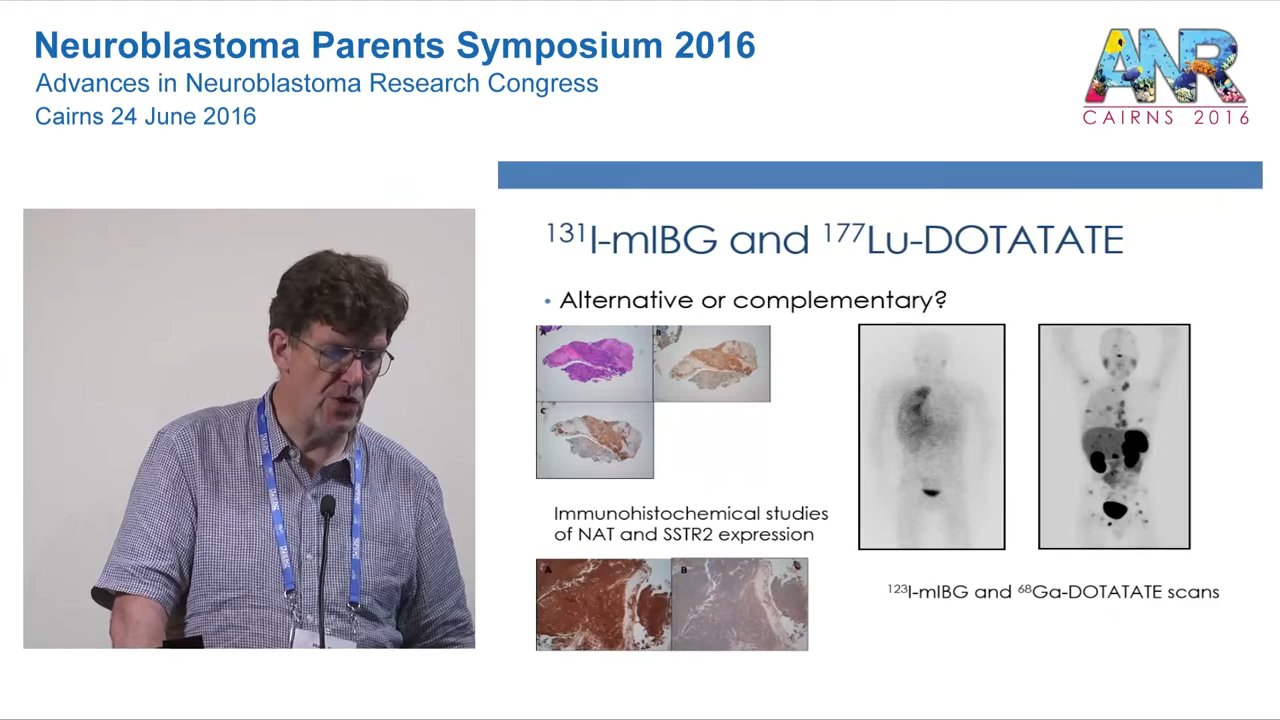 Neuroblastoma Parents Symposium 2016
Advances in Neuroblastoma Research Congress
Cairns 24 June 2016
ANR
CAIRNS 2016
¹³¹I-mIBG and ¹⁷⁷Lu-DOTATATE
• Alternative or complementary?
A
B
C
Immunohistochemical studies
of NAT and SSTR2 expression
A
B
¹²³I-mIBG and ⁶⁸Ga-DOTATATE scans